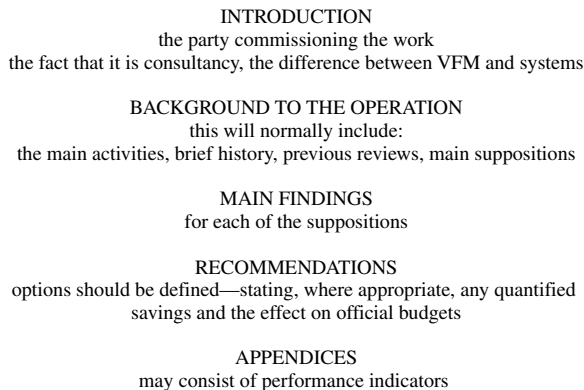 INTRODUCTION
the party commissioning the work
the fact that it is consultancy, the difference between VFM and systems
BACKGROUND TO THE OPERATION
this will normally include:
the main activities, brief history, previous reviews, main suppositions
MAIN FINDINGS
for each of the suppositions
RECOMMENDATIONS
options should be defined—stating, where appropriate, any quantified
savings and the effect on official budgets
APPENDICES
may consist of performance indicators